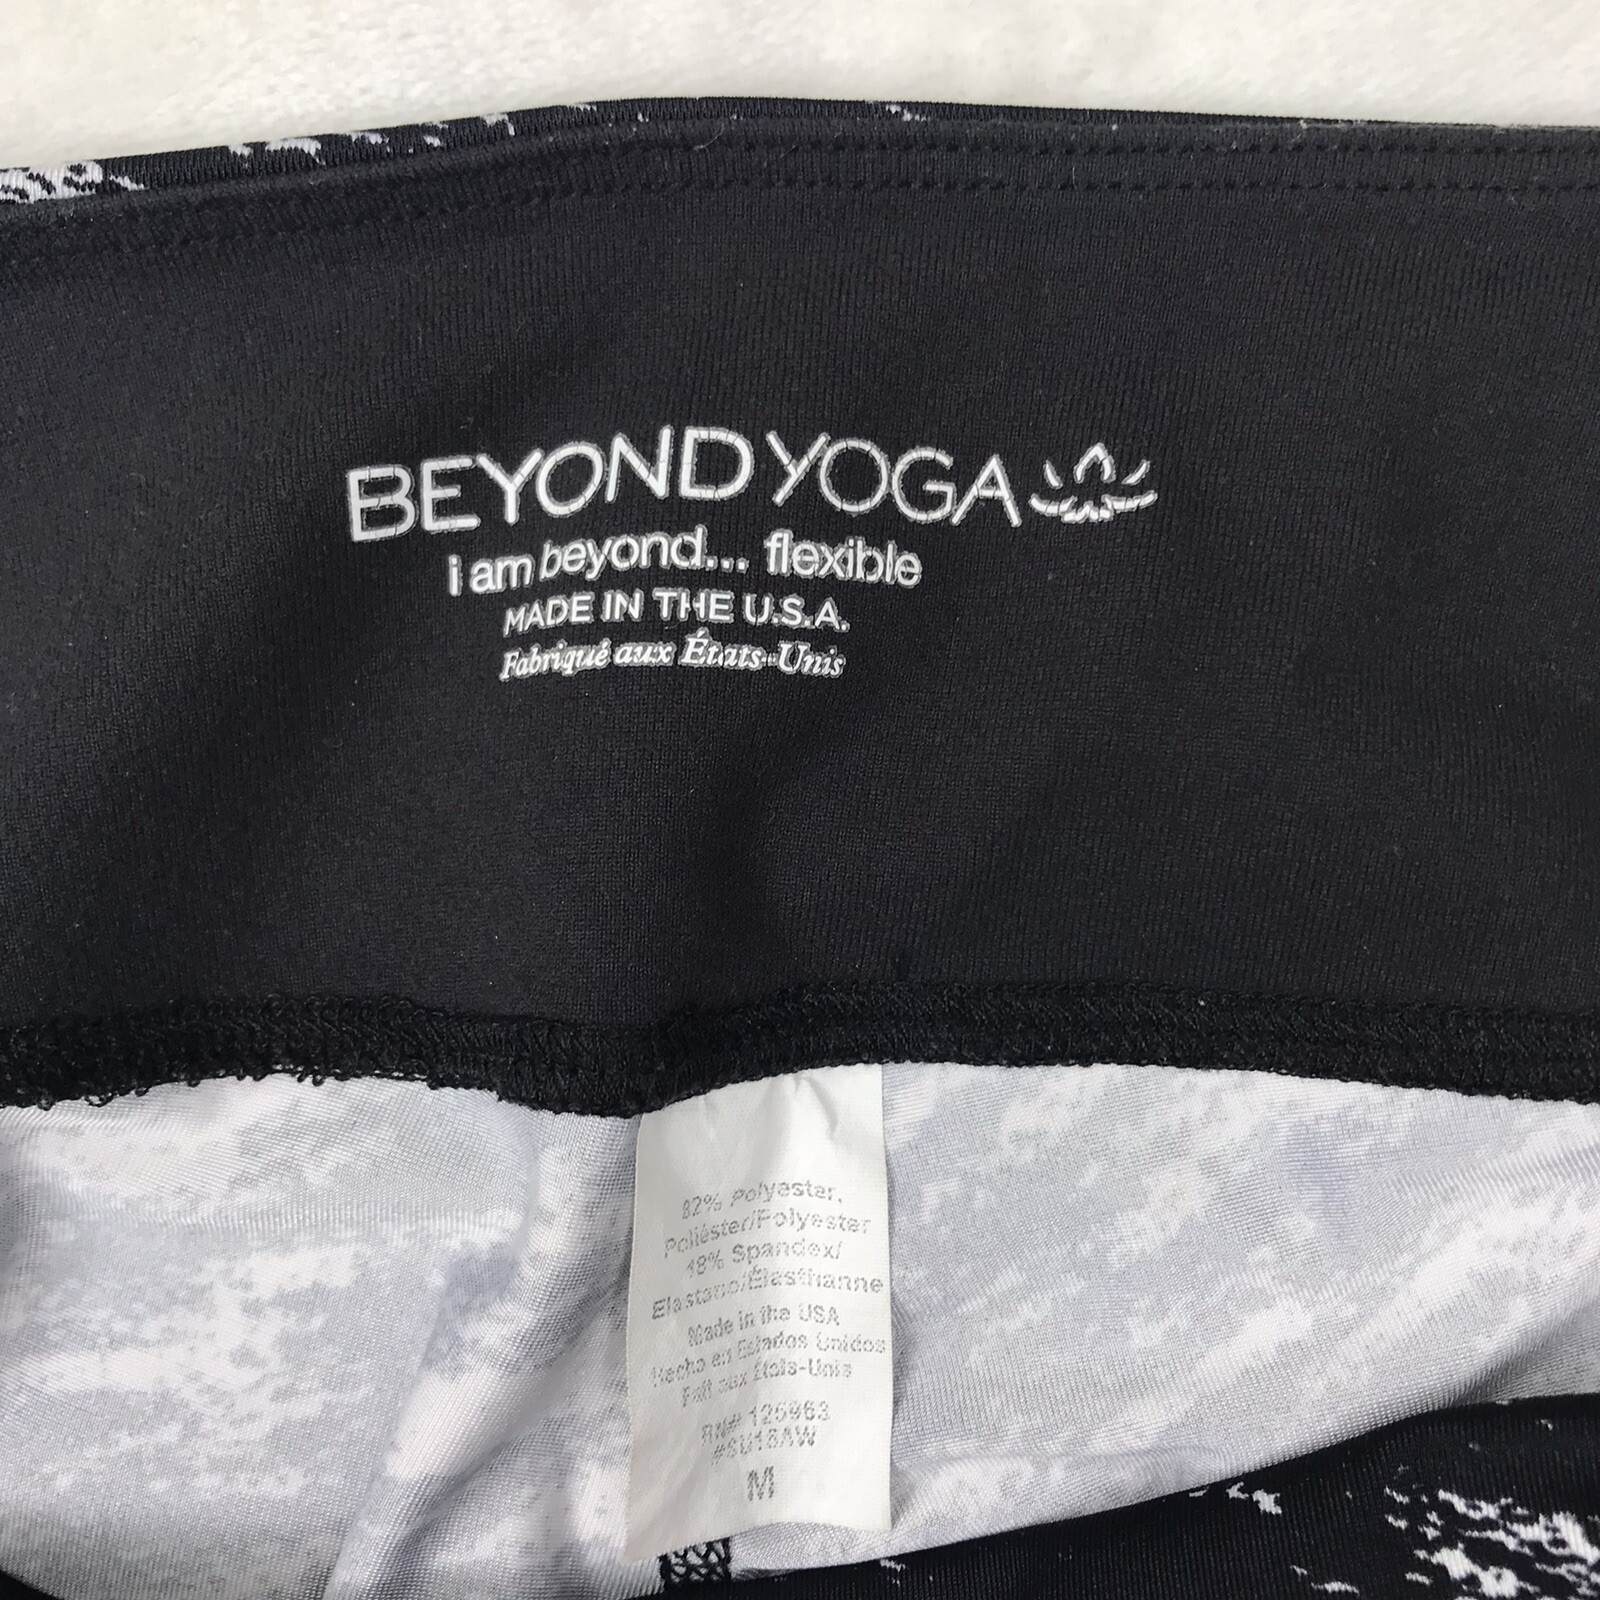 BEYOND YOGA
i am beyond... flexible
MADE IN THE U.S.A.
Fabriqué aux États-Unis
82% Polyester,
Poliéster/Polyester
18% Spandex/
Elastano/Élasthanne
Made in the USA
Hecho en Estados Unidos
Fait aux États-Unis
RN# 125963
#SU18AW
M